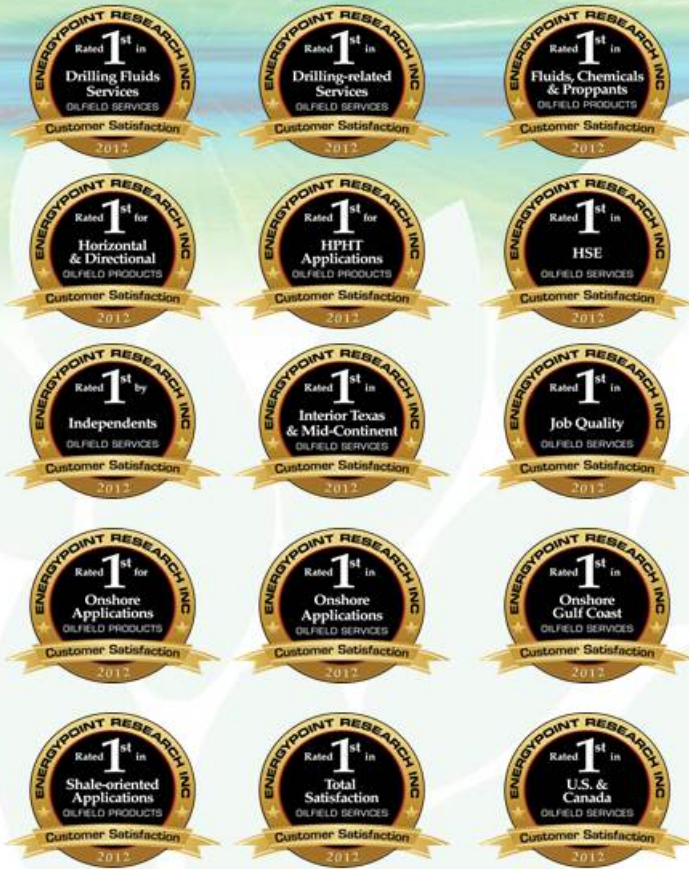 ENERGYPOINT RESEARCH INC
Rated 1st in
Drilling Fluids
Services
OILFIELD SERVICES
Customer Satisfaction
2012
ENERGYPOINT RESEARCH INC
Rated 1st in
Drilling-related
Services
OILFIELD SERVICES
Customer Satisfaction
2012
ENERGYPOINT RESEARCH INC
Rated 1st in
Fluids, Chemicals
& Proppants
OILFIELD PRODUCTS
Customer Satisfaction
2012
ENERGYPOINT RESEARCH INC
Rated 1st for
Horizontal
& Directional
OILFIELD PRODUCTS
Customer Satisfaction
2012
ENERGYPOINT RESEARCH INC
Rated 1st for
HPHT
Applications
OILFIELD PRODUCTS
Customer Satisfaction
2012
ENERGYPOINT RESEARCH INC
Rated 1st in
HSE
OILFIELD SERVICES
Customer Satisfaction
2012
ENERGYPOINT RESEARCH INC
Rated 1st by
Independents
OILFIELD SERVICES
Customer Satisfaction
2012
ENERGYPOINT RESEARCH INC
Rated 1st in
Interior Texas
& Mid-Continent
OILFIELD SERVICES
Customer Satisfaction
2012
ENERGYPOINT RESEARCH INC
Rated 1st in
Job Quality
OILFIELD SERVICES
Customer Satisfaction
2012
ENERGYPOINT RESEARCH INC
Rated 1st for
Onshore
Applications
OILFIELD PRODUCTS
Customer Satisfaction
2012
ENERGYPOINT RESEARCH INC
Rated 1st in
Onshore
Applications
OILFIELD SERVICES
Customer Satisfaction
2012
ENERGYPOINT RESEARCH INC
Rated 1st in
Onshore
Gulf Coast
OILFIELD SERVICES
Customer Satisfaction
2012
ENERGYPOINT RESEARCH INC
Rated 1st in
Shale-oriented
Applications
OILFIELD PRODUCTS
Customer Satisfaction
2012
ENERGYPOINT RESEARCH INC
Rated 1st in
Total
Satisfaction
OILFIELD SERVICES
Customer Satisfaction
2012
ENERGYPOINT RESEARCH INC
Rated 1st in
U.S. &
Canada
OILFIELD SERVICES
Customer Satisfaction
2012